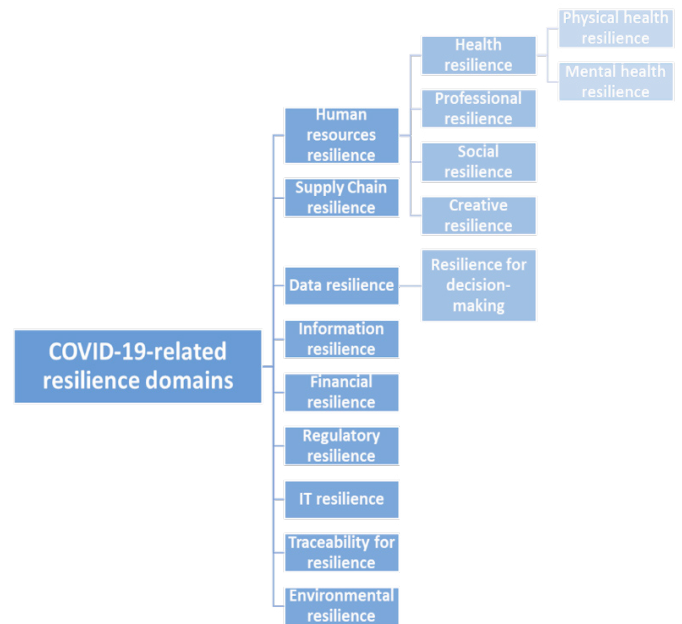 COVID-19-related
resilience domains
Human
resources
resilience
Health
resilience
Physical health
resilience
Mental health
resilience
Professional
resilience
Social
resilience
Creative
resilience
Supply Chain
resilience
Data resilience
Resilience for
decision-
making
Information
resilience
Financial
resilience
Regulatory
resilience
IT resilience
Traceability for
resilience
Environmental
resilience